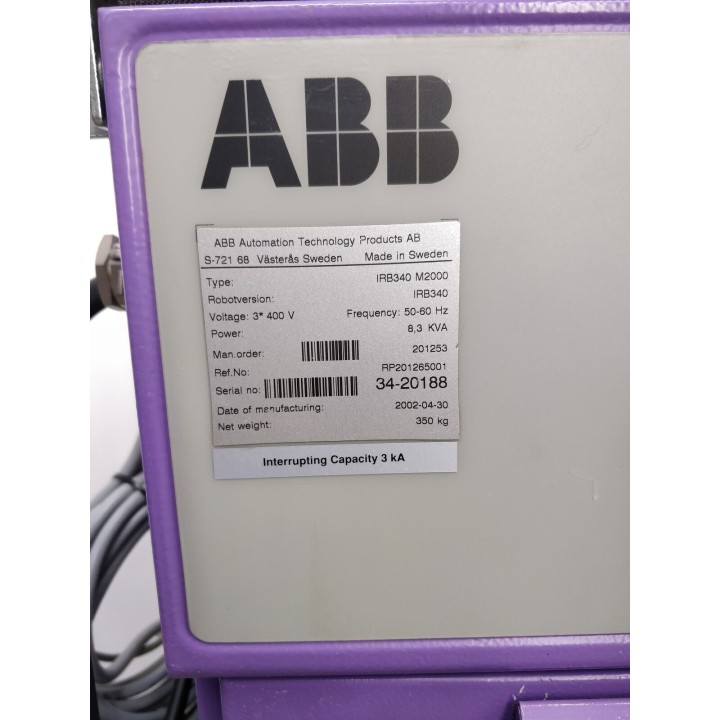 ABB
ABB Automation Technology Products AB
S-721 68 Västerås Sweden Made in Sweden
Type: IRB340 M2000
Robotversion: IRB340
Voltage: 3* 400 V Frequency: 50-60 Hz
Power: 8,3 KVA
Man.order: 201253
Ref.No: RP201265001
Serial no: 34-20188
Date of manufacturing: 2002-04-30
Net weight: 350 kg
Interrupting Capacity 3 kA